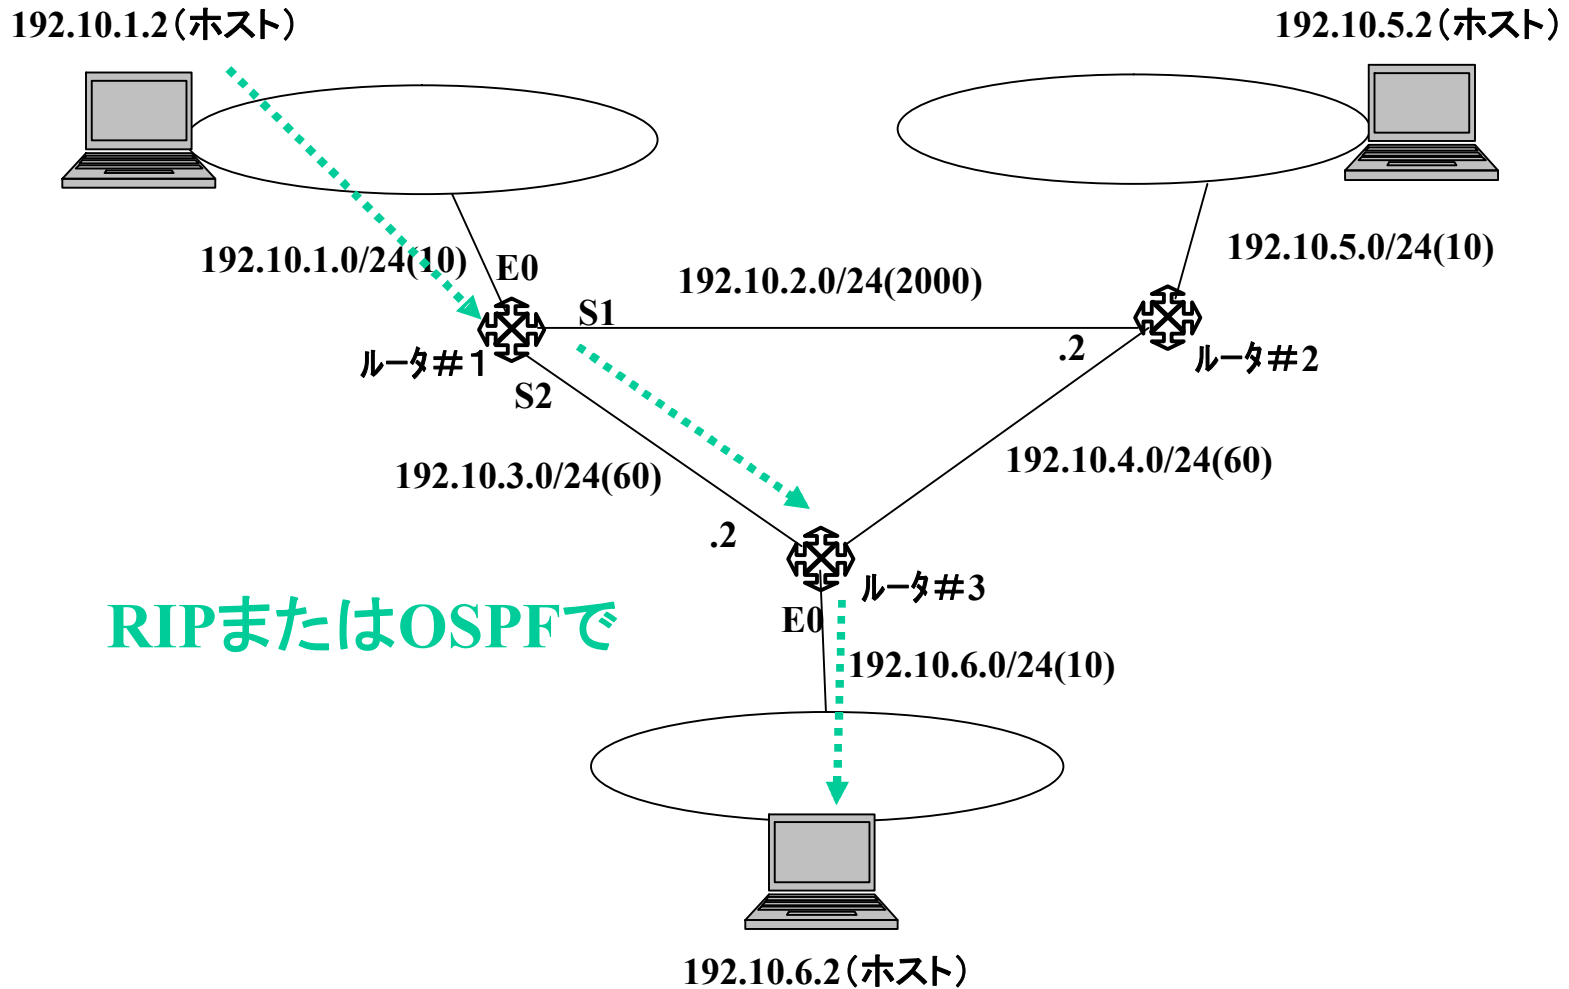 192.10.1.2（ホスト）
192.10.5.2（ホスト）
192.10.1.0/24(10)
E0
192.10.2.0/24(2000)
192.10.5.0/24(10)
S1
.2
ルータ＃１
ルータ＃2
S2
192.10.3.0/24(60)
192.10.4.0/24(60)
.2
ルータ＃3
RIPまたはOSPFで
E0
192.10.6.0/24(10)
192.10.6.2（ホスト）